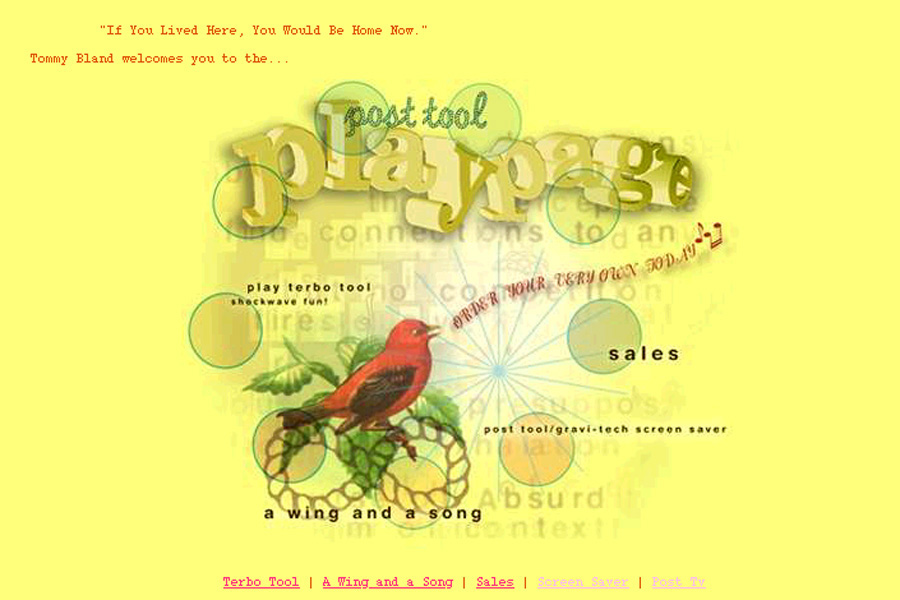 "If You Lived Here, You Would Be Home Now."
Tommy Bland welcomes you to the...
post tool
playpage
connections to an
ORDER YOUR VERY OWN TODAY
play terbo tool
shockwave fun!
sales
post tool/gravi-tech screen saver
Absurd
a wing and a song
Terbo Tool | A Wing and a Song | Sales | Screen Saver | Post Tv